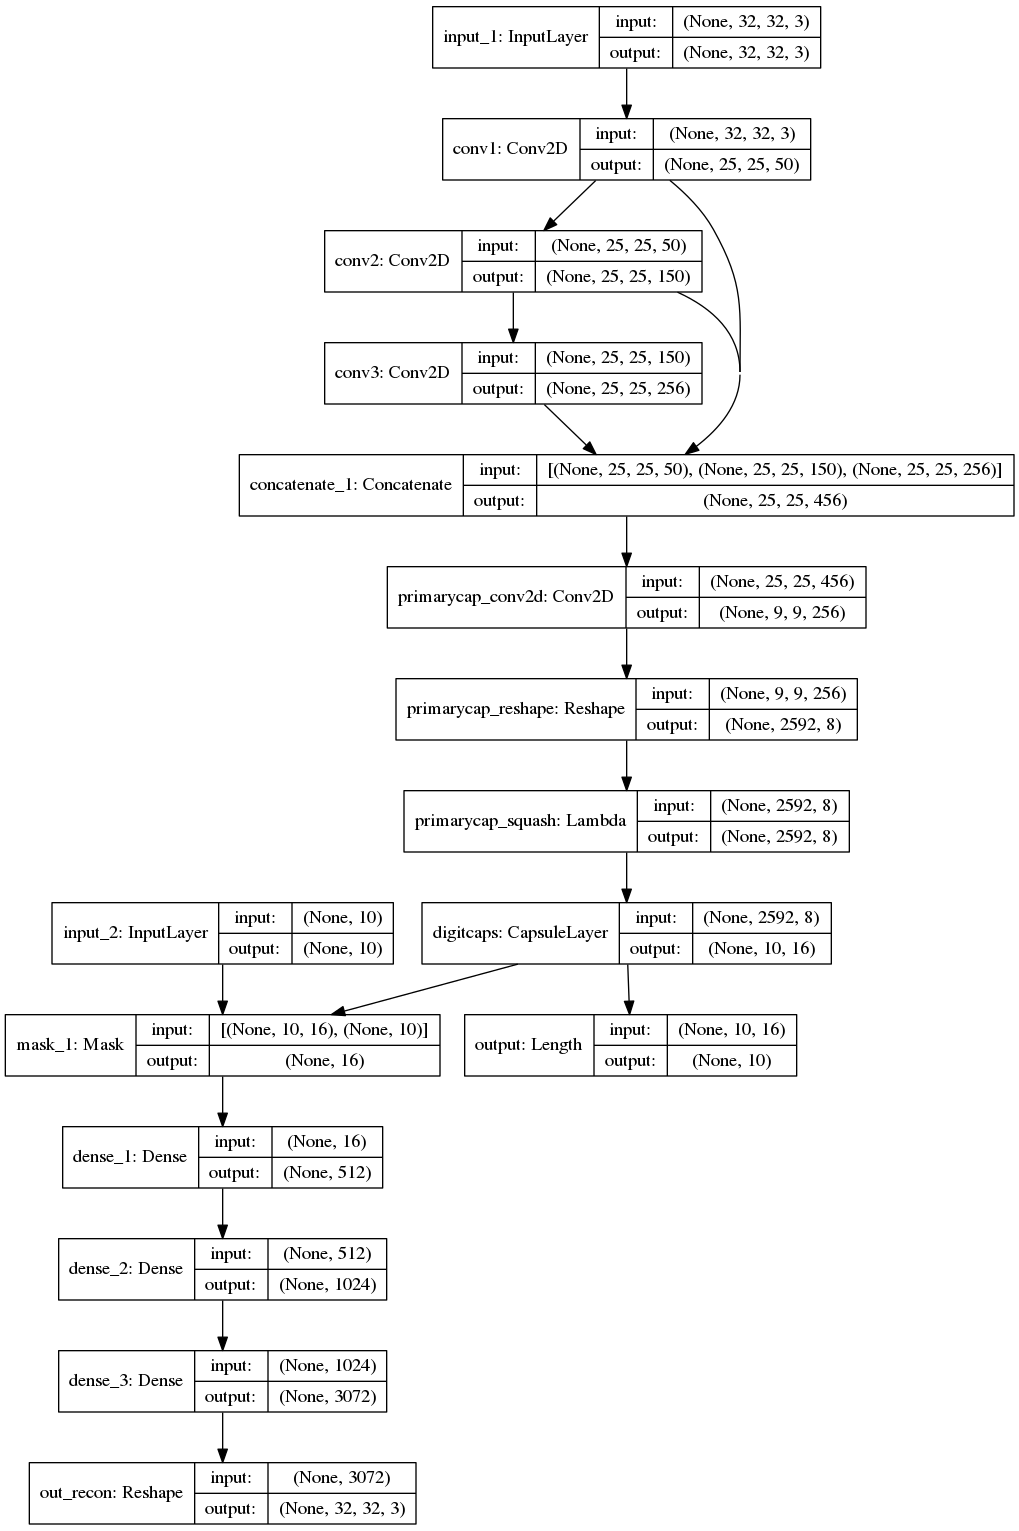 input_1: InputLayer
input:
(None, 32, 32, 3)
output:
(None, 32, 32, 3)
conv1: Conv2D
input:
(None, 32, 32, 3)
output:
(None, 25, 25, 50)
conv2: Conv2D
input:
(None, 25, 25, 50)
output:
(None, 25, 25, 150)
conv3: Conv2D
input:
(None, 25, 25, 150)
output:
(None, 25, 25, 256)
concatenate_1: Concatenate
input:
[(None, 25, 25, 50), (None, 25, 25, 150), (None, 25, 25, 256)]
output:
(None, 25, 25, 456)
primarycap_conv2d: Conv2D
input:
(None, 25, 25, 456)
output:
(None, 9, 9, 256)
primarycap_reshape: Reshape
input:
(None, 9, 9, 256)
output:
(None, 2592, 8)
primarycap_squash: Lambda
input:
(None, 2592, 8)
output:
(None, 2592, 8)
input_2: InputLayer
input:
(None, 10)
output:
(None, 10)
digitcaps: CapsuleLayer
input:
(None, 2592, 8)
output:
(None, 10, 16)
mask_1: Mask
input:
[(None, 10, 16), (None, 10)]
output:
(None, 16)
output: Length
input:
(None, 10, 16)
output:
(None, 10)
dense_1: Dense
input:
(None, 16)
output:
(None, 512)
dense_2: Dense
input:
(None, 512)
output:
(None, 1024)
dense_3: Dense
input:
(None, 1024)
output:
(None, 3072)
out_recon: Reshape
input:
(None, 3072)
output:
(None, 32, 32, 3)